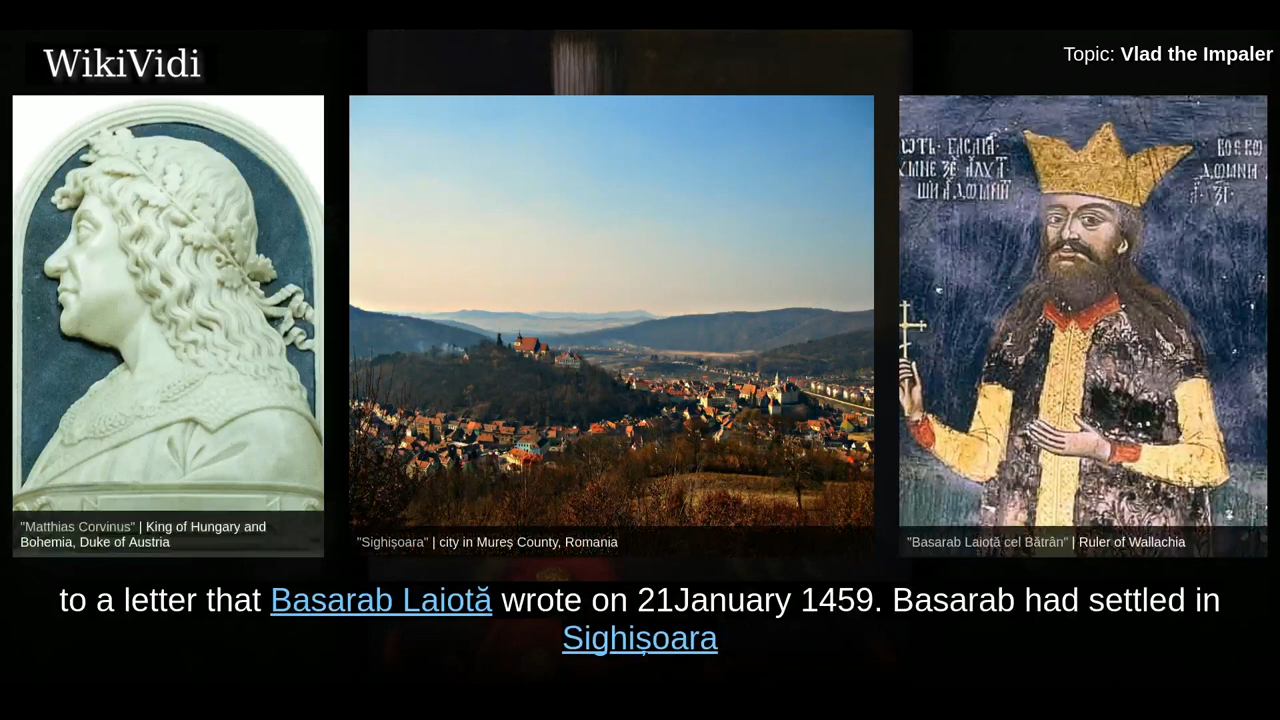 WikiVidi
Topic: Vlad the Impaler
"Matthias Corvinus" | King of Hungary and
Bohemia, Duke of Austria
"Sighișoara" | city in Mureș County, Romania
"Basarab Laiotă cel Bătrân" | Ruler of Wallachia
to a letter that Basarab Laiotă wrote on 21January 1459. Basarab had settled in
Sighișoara